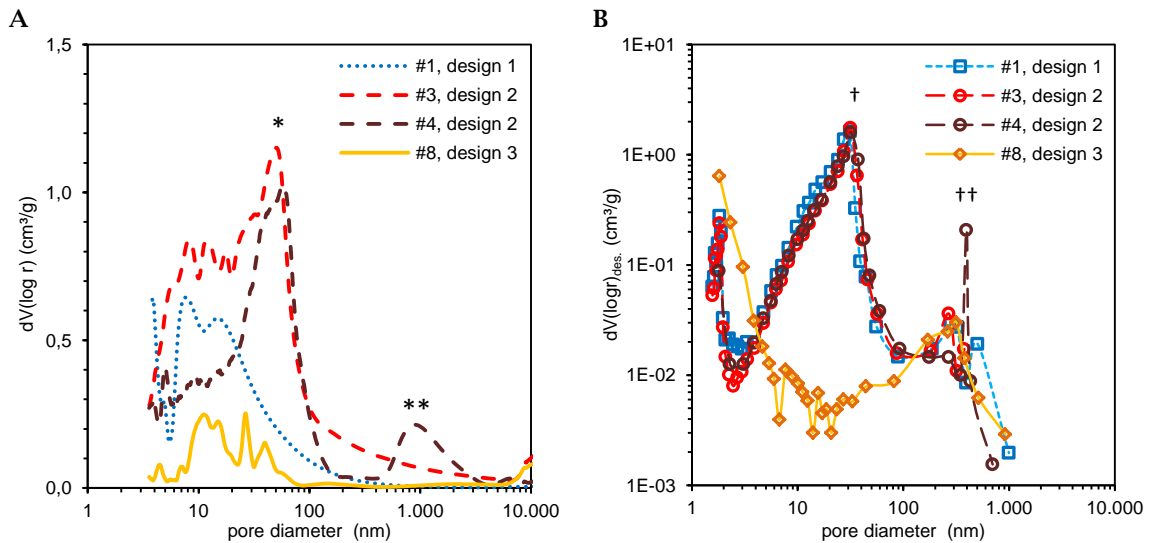 A
dV(log r) (cm³/g)
1,5
1,0
0,5
0,0
#1, design 1
#3, design 2
#4, design 2
#8, design 3
*
**
1 10 100 1.000 10.000
pore diameter (nm)
B
dV(logr)des. (cm³/g)
1E+01
1E+00
1E-01
1E-02
1E-03
#1, design 1
#3, design 2
#4, design 2
#8, design 3
†
††
1 10 100 1.000 10.000
pore diameter (nm)